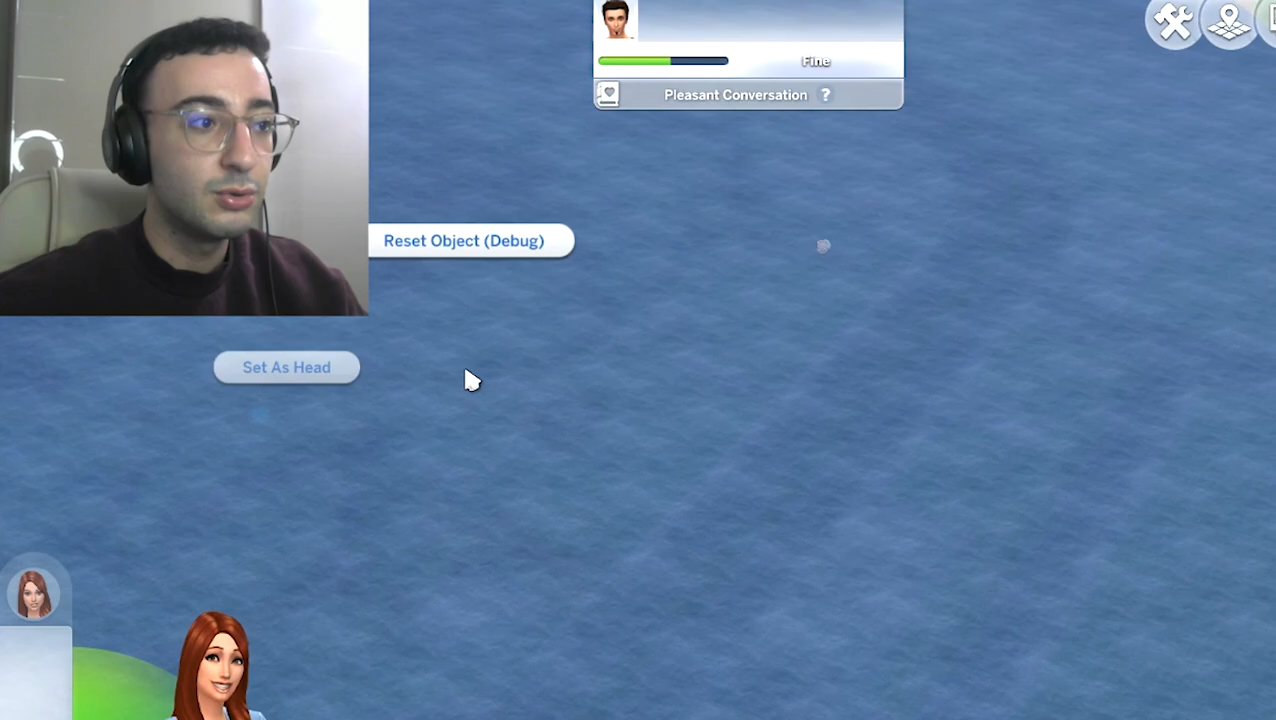 Fine
Pleasant Conversation ?
Reset Object (Debug)
Set As Head